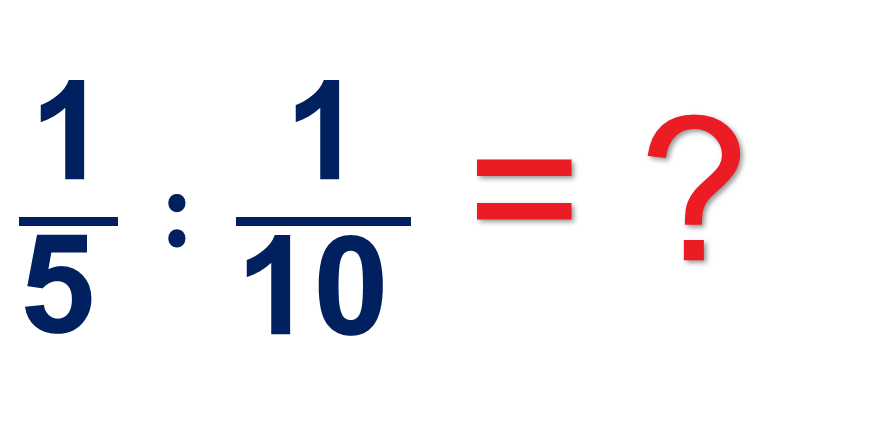 1/5 : 1/10 = ?